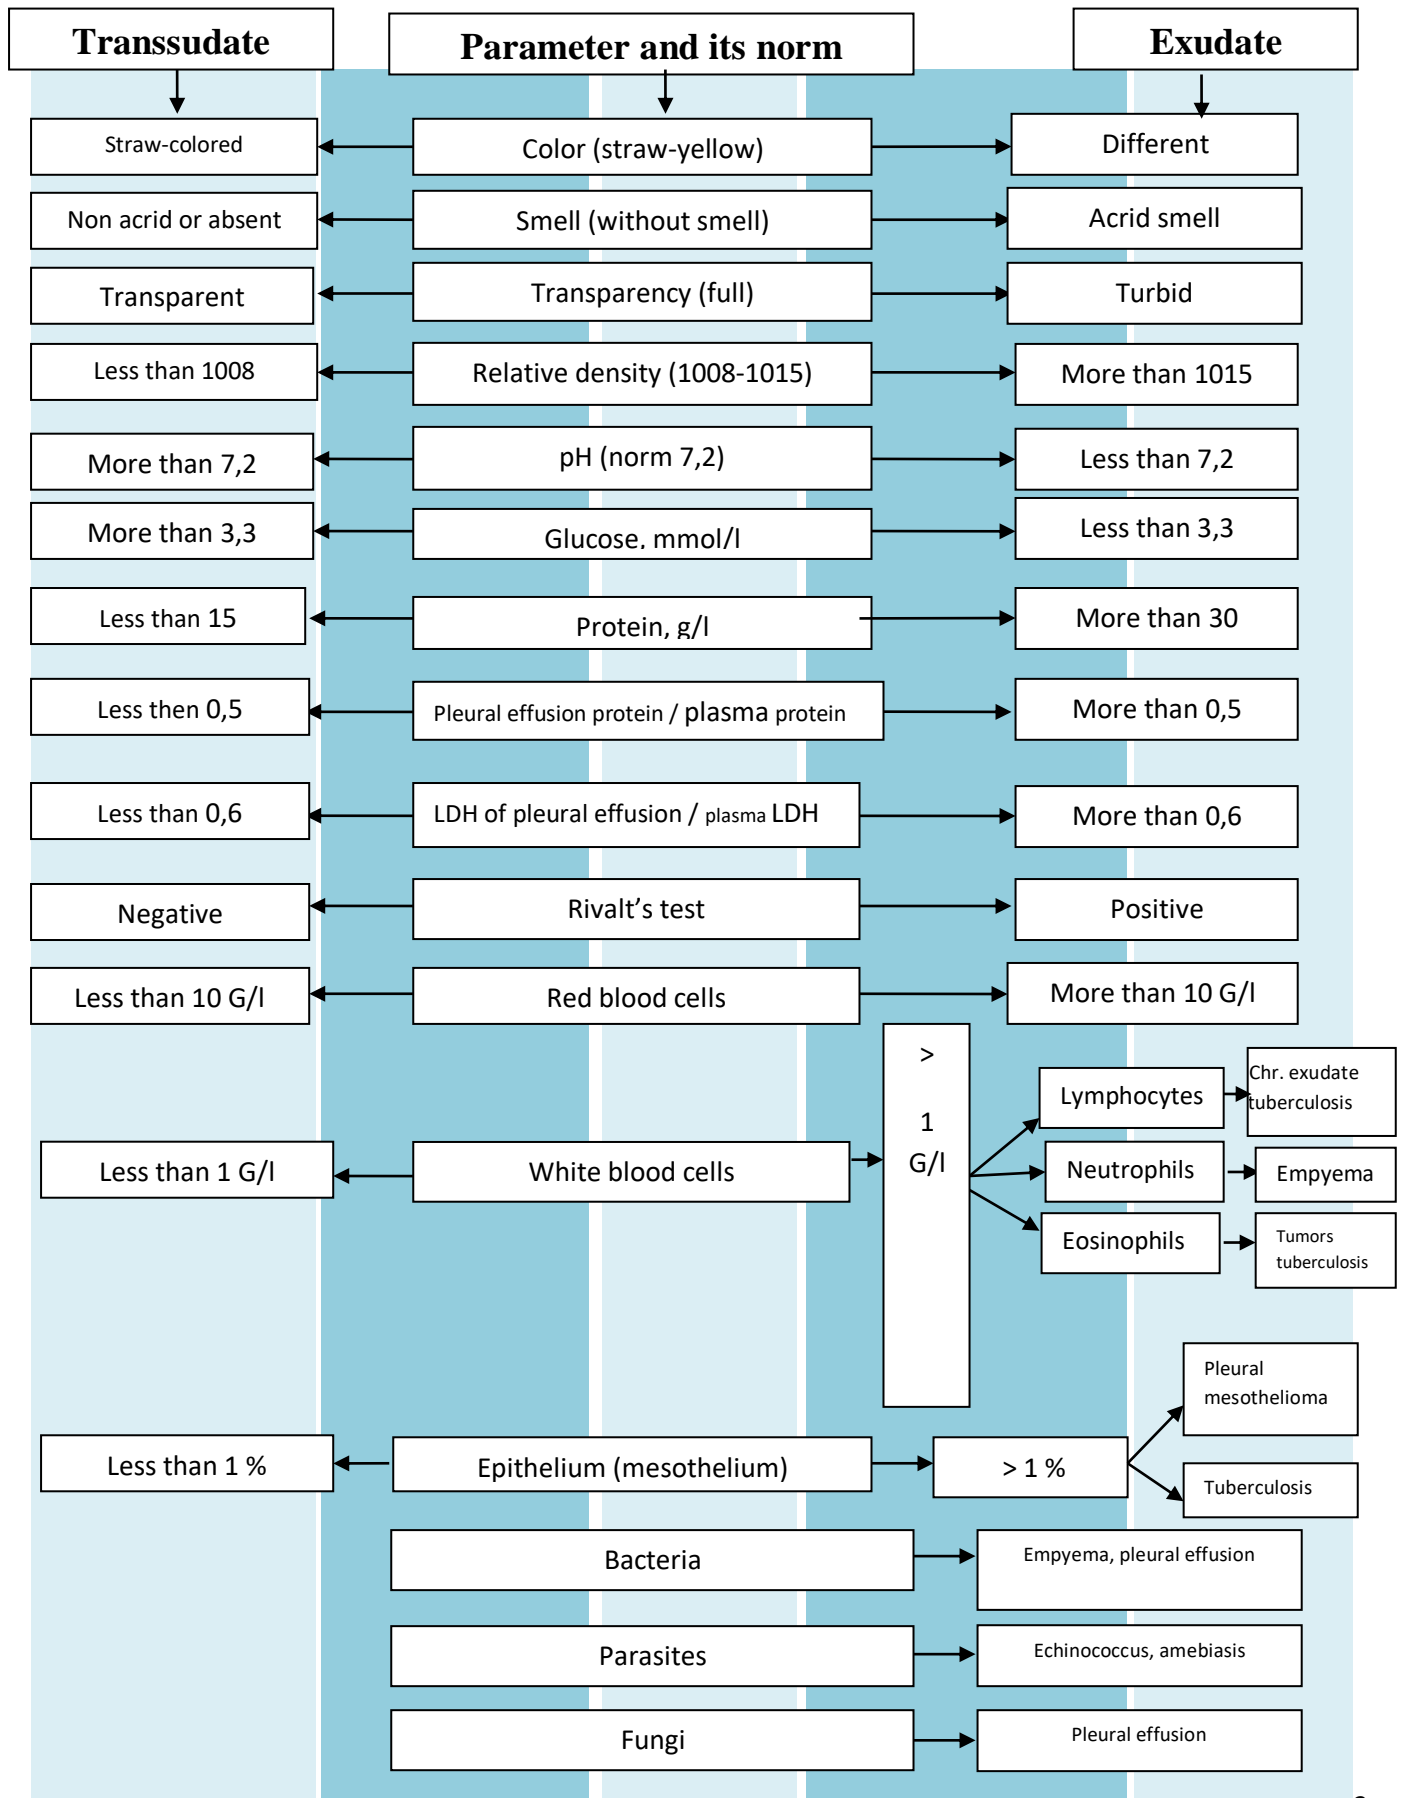 Transsudate
Parameter and its norm
Exudate
Straw-colored
Color (straw-yellow)
Different
Non acrid or absent
Smell (without smell)
Acrid smell
Transparent
Transparency (full)
Turbid
Less than 1008
Relative density (1008-1015)
More than 1015
More than 7,2
pH (norm 7,2)
Less than 7,2
More than 3,3
Glucose, mmol/l
Less than 3,3
Less than 15
Protein, g/l
More than 30
Less then 0,5
Pleural effusion protein / plasma protein
More than 0,5
Less than 0,6
LDH of pleural effusion / plasma LDH
More than 0,6
Negative
Rivalt’s test
Positive
Less than 10 G/l
Red blood cells
More than 10 G/l
Less than 1 G/l
White blood cells
>
1
G/l
Lymphocytes
Chr. exudate
tuberculosis
Neutrophils
Empyema
Eosinophils
Tumors
tuberculosis
Less than 1 %
Epithelium (mesothelium)
> 1 %
Pleural
mesothelioma
Tuberculosis
Bacteria
Empyema, pleural effusion
Parasites
Echinococcus, amebiasis
Fungi
Pleural effusion